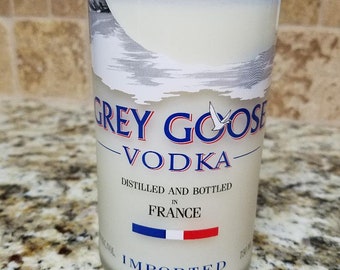 GREY GOOSE
VODKA
DISTILLED AND BOTTLED
IN
FRANCE
IMPORTED